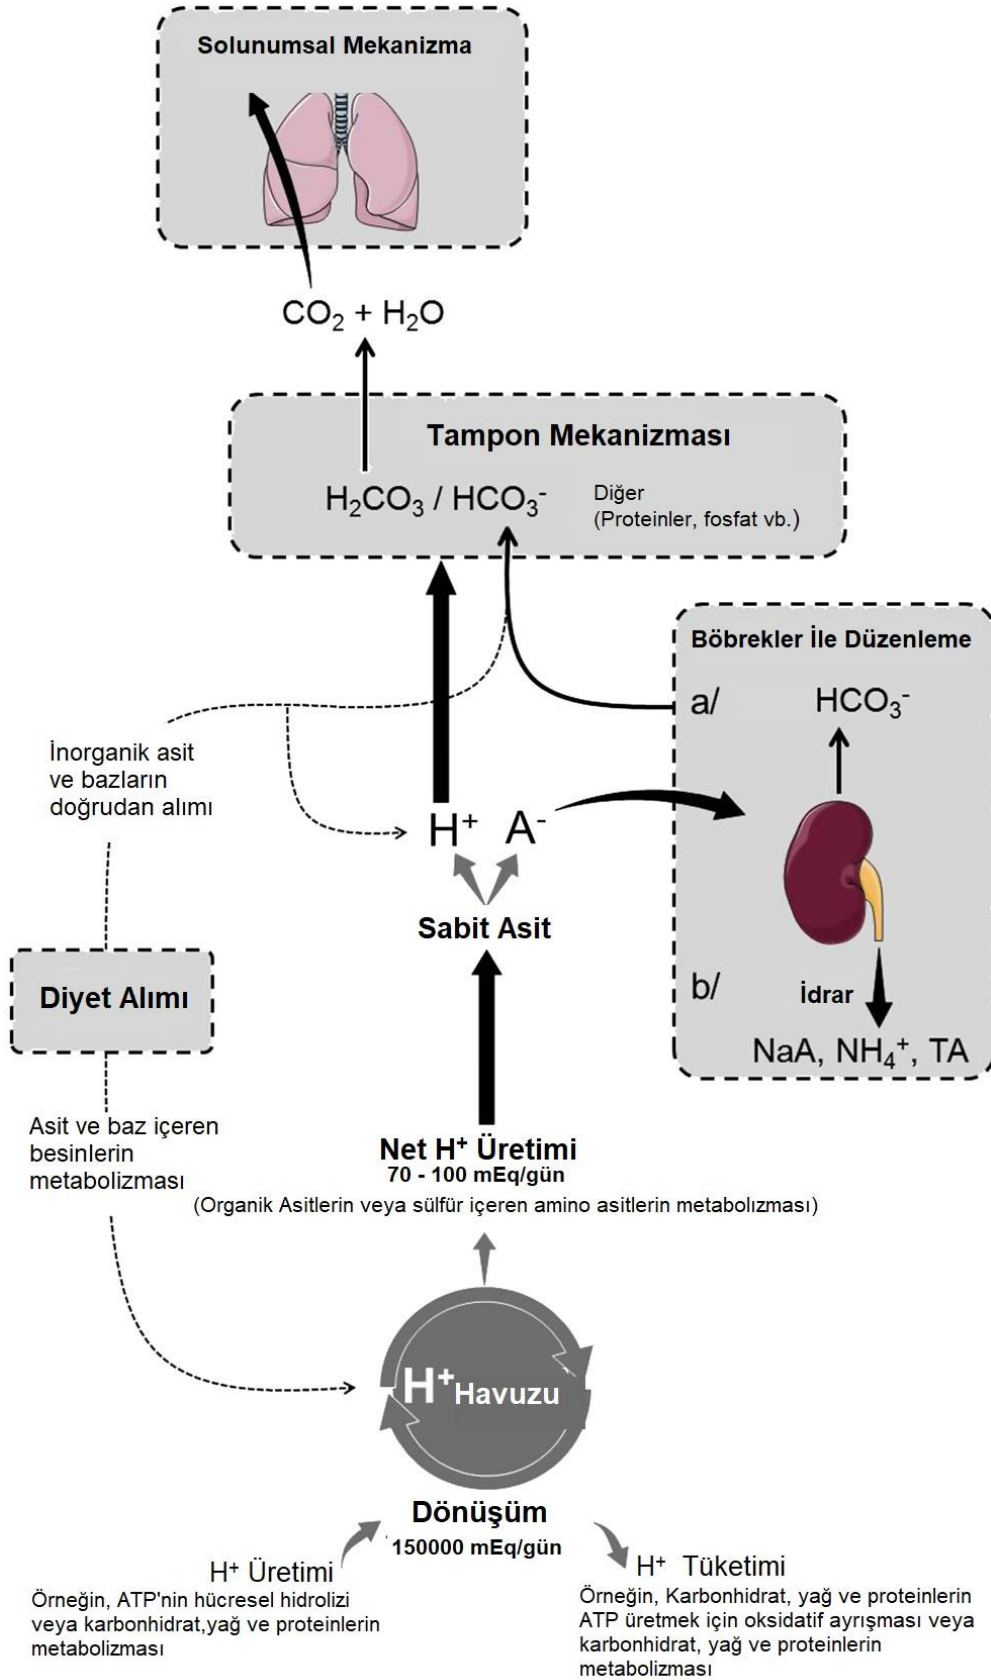 Solunumsal Mekanizma
CO₂ + H₂O
Tampon Mekanizması
H₂CO₃ / HCO₃⁻
Diğer
(Proteinler, fosfat vb.)
Böbrekler İle Düzenleme
a/
HCO₃⁻
İnorganik asit
ve bazların
doğrudan alımı
H⁺ A⁻
Sabit Asit
b/
İdrar
NaA, NH₄⁺, TA
Diyet Alımı
Asit ve baz içeren
besinlerin
metabolizması
Net H⁺ Üretimi
70 - 100 mEq/gün
(Organik Asitlerin veya sülfür içeren amino asitlerin metabolızması)
H⁺ Havuzu
Dönüşüm
150000 mEq/gün
H⁺ Üretimi
Örneğin, ATP'nin hücresel hidrolizi
veya karbonhidrat,yağ ve proteinlerin
metabolizması
H⁺ Tüketimi
Örneğin, Karbonhidrat, yağ ve proteinlerin
ATP üretmek için oksidatif ayrışması veya
karbonhidrat, yağ ve proteinlerin
metabolizması